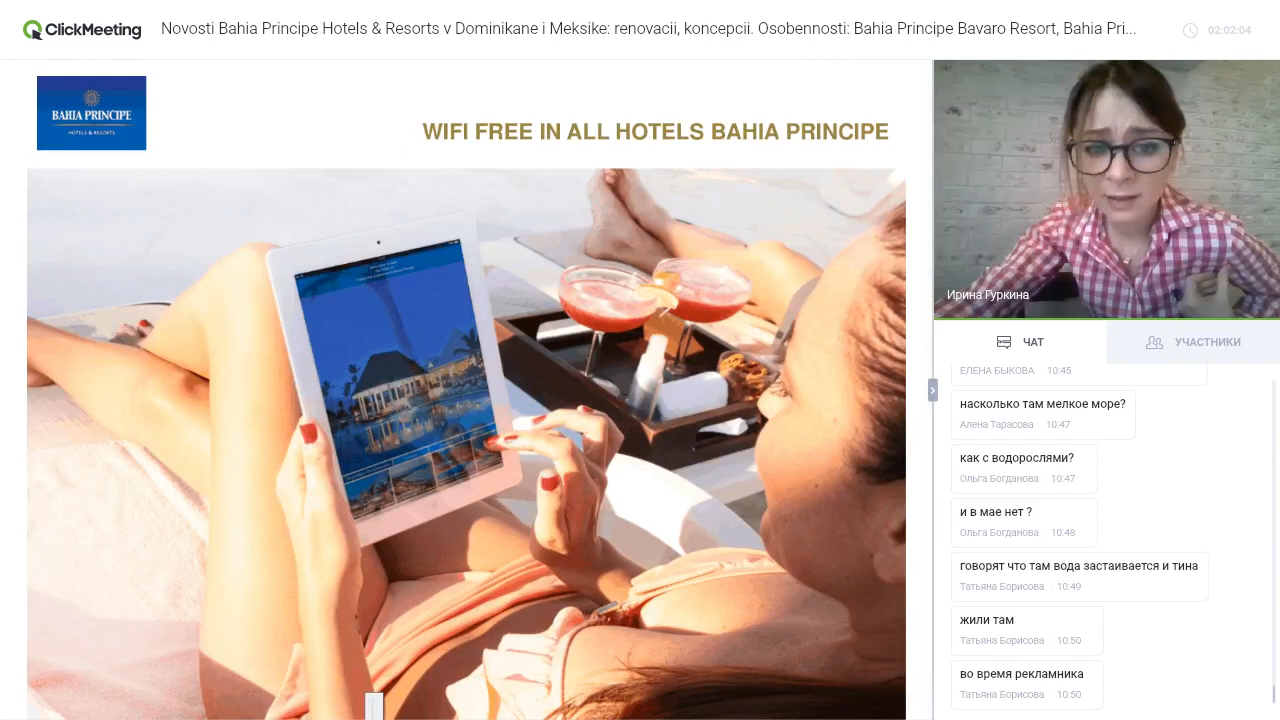 ClickMeeting
Novosti Bahia Principe Hotels & Resorts v Dominikane i Meksike: renovacii, koncepcii. Osobennosti: Bahia Principe Bavaro Resort, Bahia Pri...
02:02:04
BAHIA PRINCIPE
HOTELS & RESORTS
WIFI FREE IN ALL HOTELS BAHIA PRINCIPE
Ирина Гуркина
ЧАТ
УЧАСТНИКИ
ЕЛЕНА БЫКОВА 10:45
насколько там мелкое море?
Алена Тарасова 10:47
как с водорослями?
Ольга Богданова 10:47
и в мае нет ?
Ольга Богданова 10:48
говорят что там вода застаивается и тина
Татьяна Борисова 10:49
жили там
Татьяна Борисова 10:50
во время рекламника
Татьяна Борисова 10:50